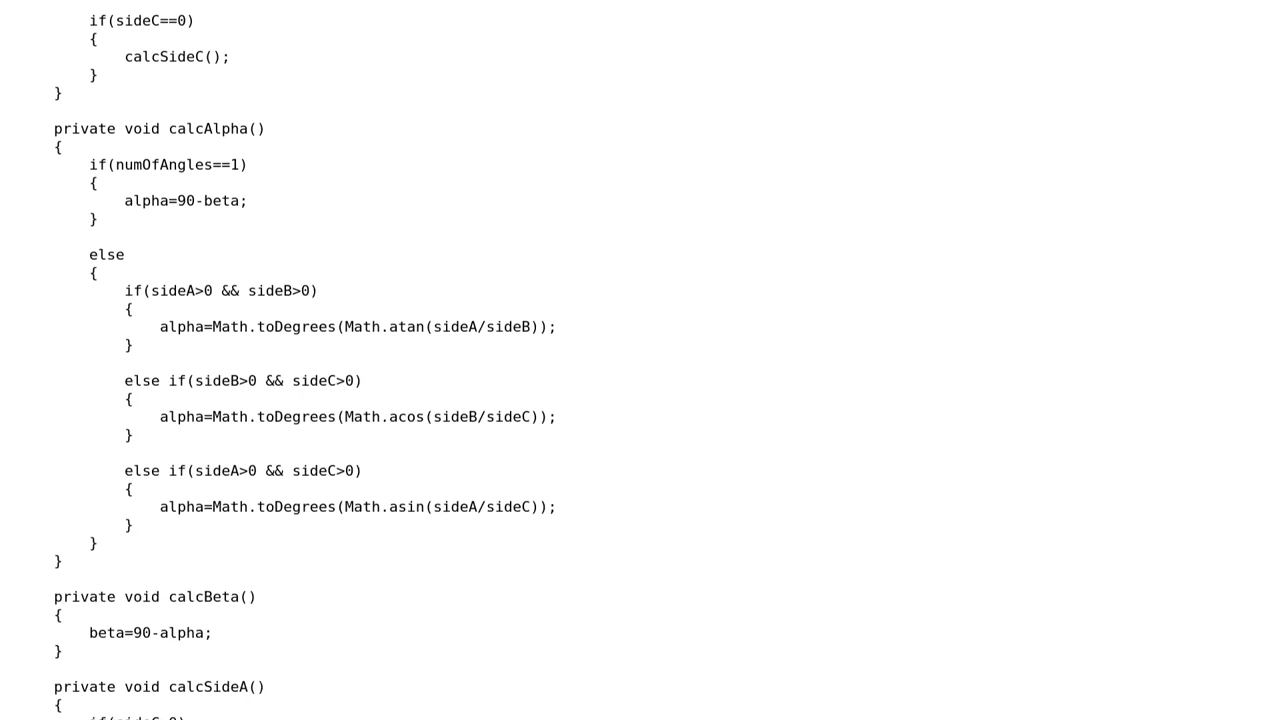 if(sideC==0)
{
calcSideC();
}
}
private void calcAlpha()
{
if(numOfAngles==1)
{
alpha=90-beta;
}
else
{
if(sideA>0 && sideB>0)
{
alpha=Math.toDegrees(Math.atan(sideA/sideB));
}
else if(sideB>0 && sideC>0)
{
alpha=Math.toDegrees(Math.acos(sideB/sideC));
}
else if(sideA>0 && sideC>0)
{
alpha=Math.toDegrees(Math.asin(sideA/sideC));
}
}
}
private void calcBeta()
{
beta=90-alpha;
}
private void calcSideA()
{